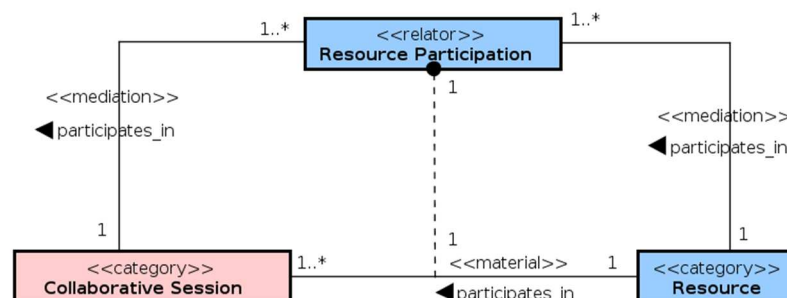 1..*
<<relator>>
Resource Participation
1..*
1
<<mediation>>
participates_in
<<mediation>>
participates_in
1
1
1
<<category>>
Collaborative Session
1..*
<<material>>
participates_in
1
<<category>>
Resource